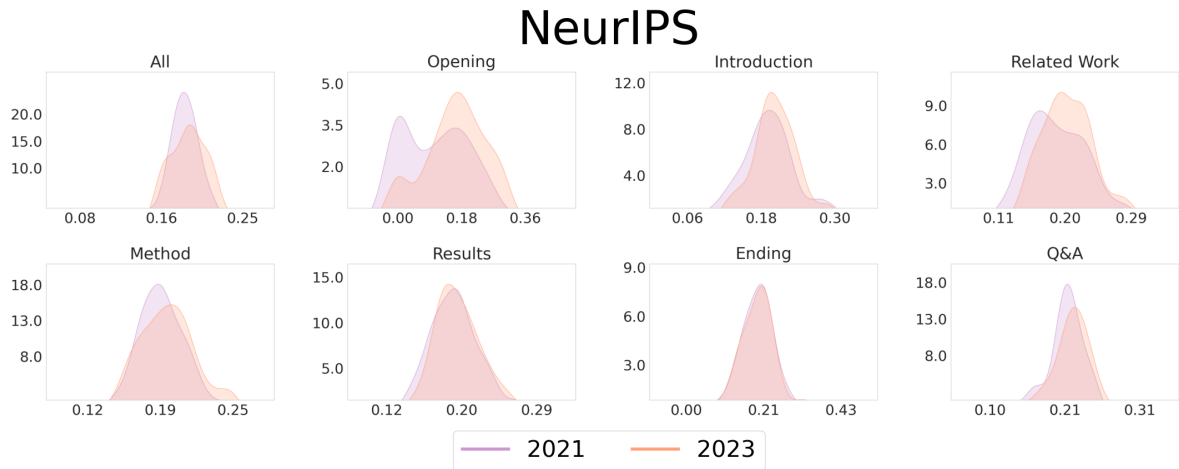 NeurIPS
All
Opening
Introduction
Related Work
20.0
15.0
10.0
0.08 0.16 0.25
5.0
3.5
2.0
0.00 0.18 0.36
12.0
8.0
4.0
0.06 0.18 0.30
9.0
6.0
3.0
0.11 0.20 0.29
Method
Results
Ending
Q&A
18.0
13.0
8.0
0.12 0.19 0.25
15.0
10.0
5.0
0.12 0.20 0.29
9.0
6.0
3.0
0.00 0.21 0.43
18.0
13.0
8.0
0.10 0.21 0.31
2021 2023